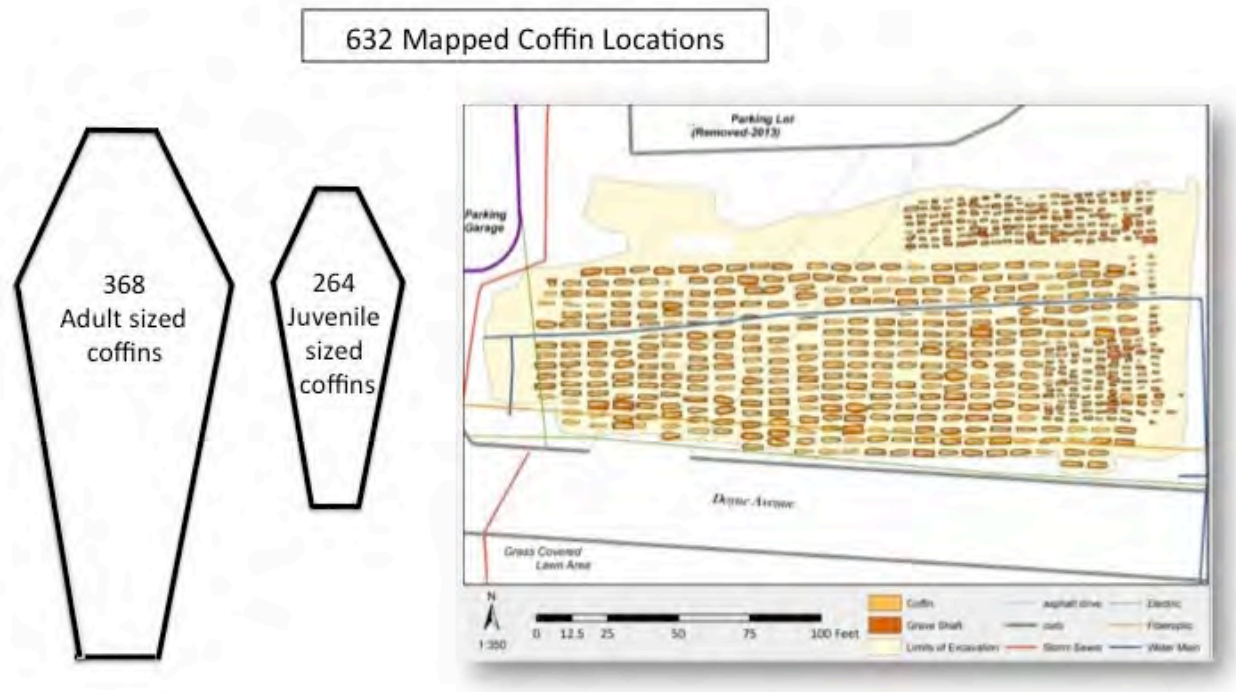 632 Mapped Coffin Locations
368
Adult sized
coffins
264
Juvenile
sized
coffins
Parking Lot
(Removed-2013)
Parking
Garage
Doyne Avenue
Grass Covered
Lawn Area
N
1:350
0 12.5 25 50 75 100 Feet
Coffin
Grave Shaft
Limits of Excavation
asphalt drive
curb
Storm Sewer
Electric
Fiberoptic
Water Main